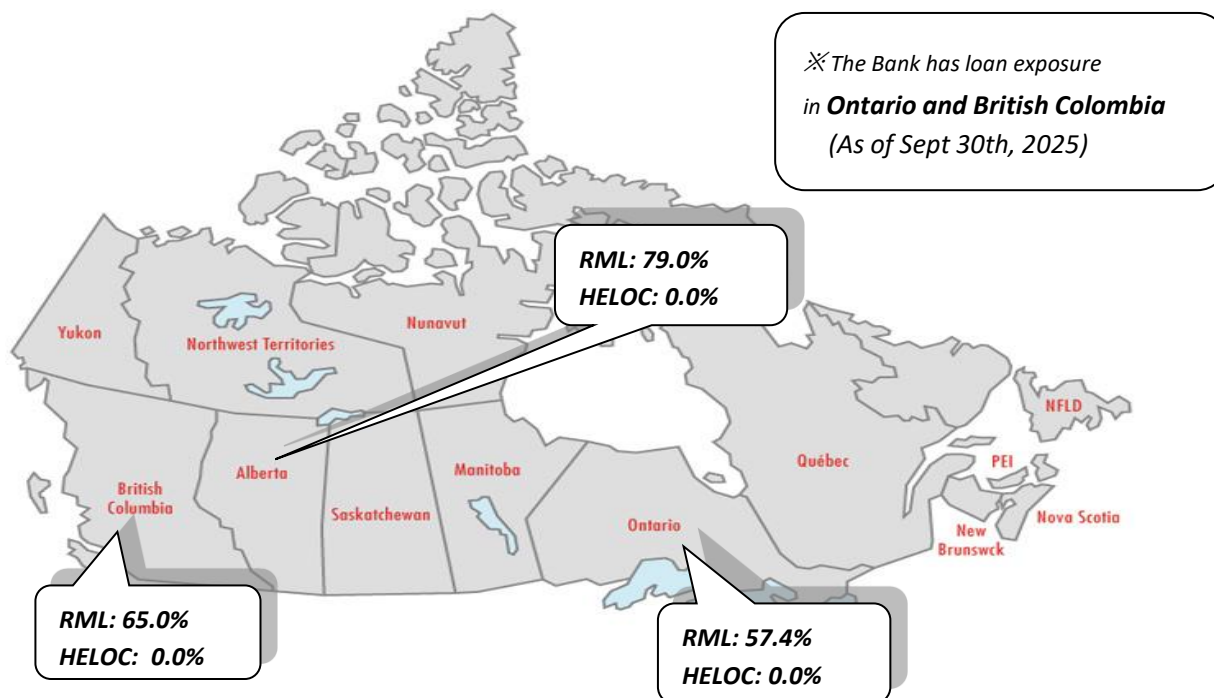 ※ The Bank has loan exposure
in Ontario and British Colombia
(As of Sept 30th, 2025)
RML: 79.0%
HELOC: 0.0%
Yukon
Northwest Territories
Nunavut
NFLD
British
Columbia
Alberta
Saskatchewan
Manitoba
Ontario
Québec
PEI
New
Brunswck
Nova Scotia
RML: 65.0%
HELOC: 0.0%
RML: 57.4%
HELOC: 0.0%